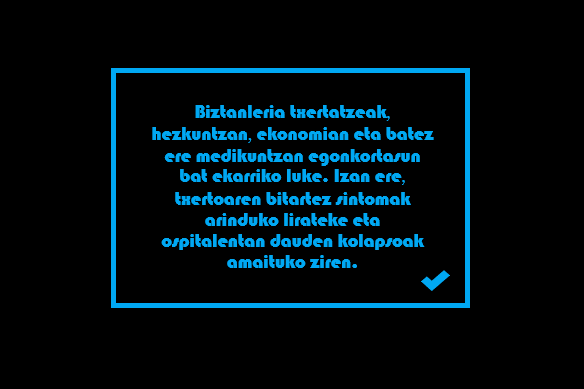 Biztanleria txertatzeak,
hezkuntzan, ekonomian eta batez
ere medikuntzan egonkortasun
bat ekarriko luke. Izan ere,
txertoaren bitartez sintomak
arinduko lirateke eta
ospitalentan dauden kolapsoak
amaituko ziren.